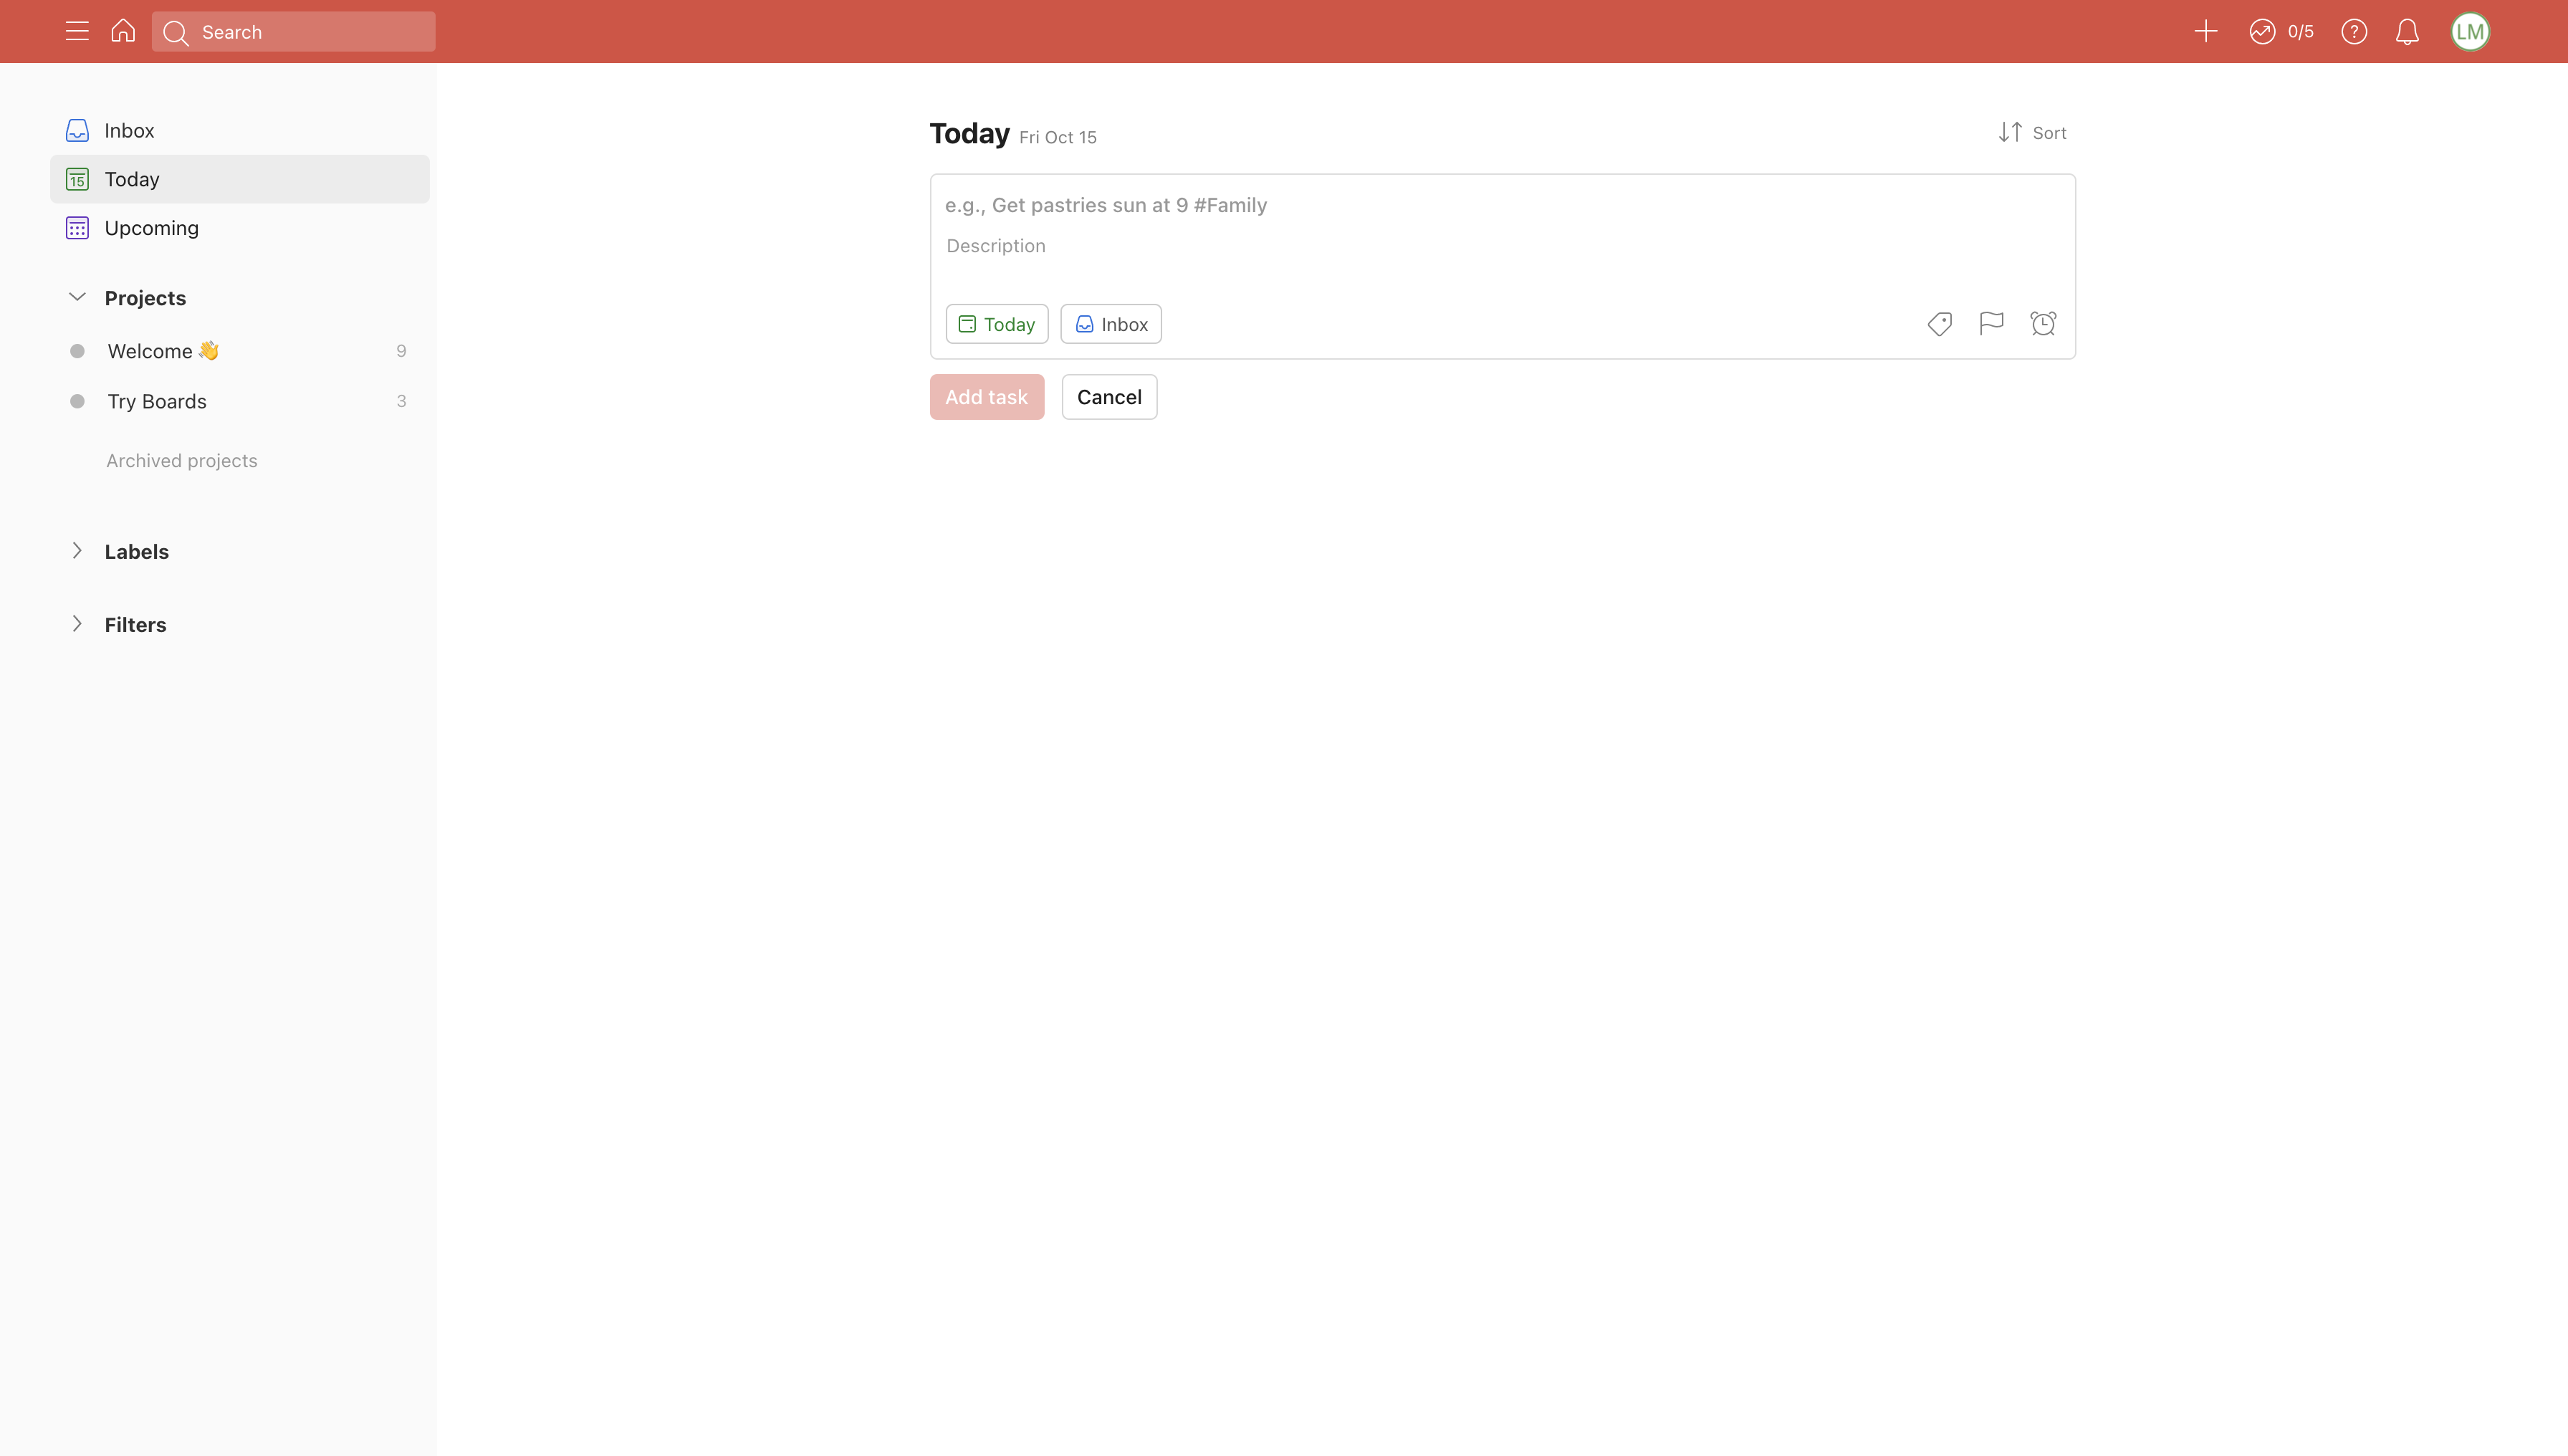 Search
0/5
?
LM
Inbox
15 Today
Upcoming
Projects
Welcome 👋 9
Try Boards 3
Archived projects
Labels
Filters
Today Fri Oct 15
Sort
e.g., Get pastries sun at 9 #Family
Description
Today Inbox
Add task Cancel